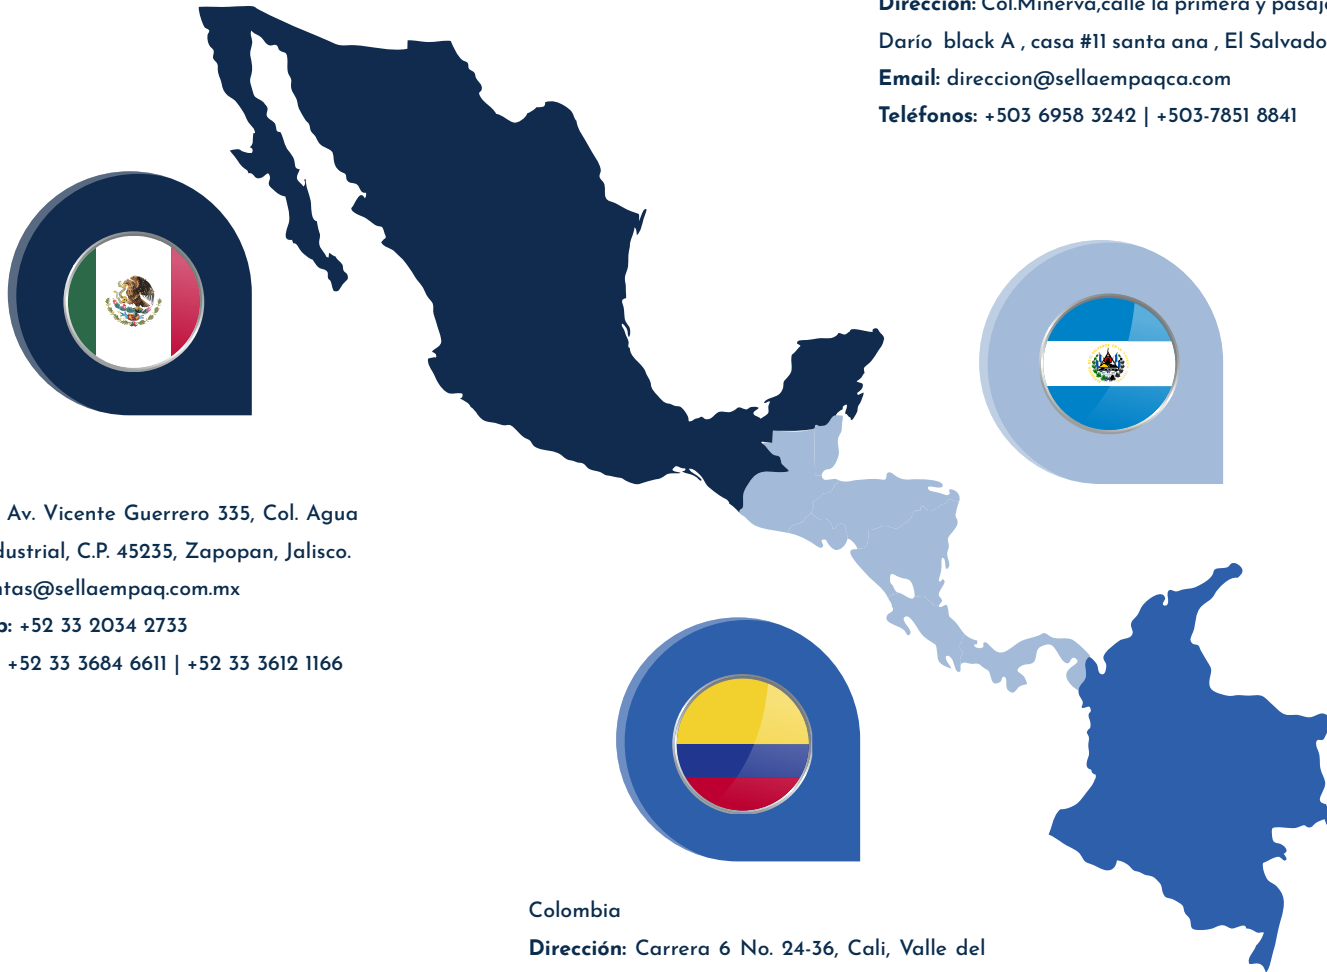 Dirección: Col.Minerva,calle la primera y pasaje
Darío black A , casa #11 santa ana , El Salvado
Email: direccion@sellaempaqca.com
Teléfonos: +503 6958 3242 | +503-7851 8841
Av. Vicente Guerrero 335, Col. Agua
dustrial, C.P. 45235, Zapopan, Jalisco.
ntas@sellaempaq.com.mx
p: +52 33 2034 2733
+52 33 3684 6611 | +52 33 3612 1166
Colombia
Dirección: Carrera 6 No. 24-36, Cali, Valle del